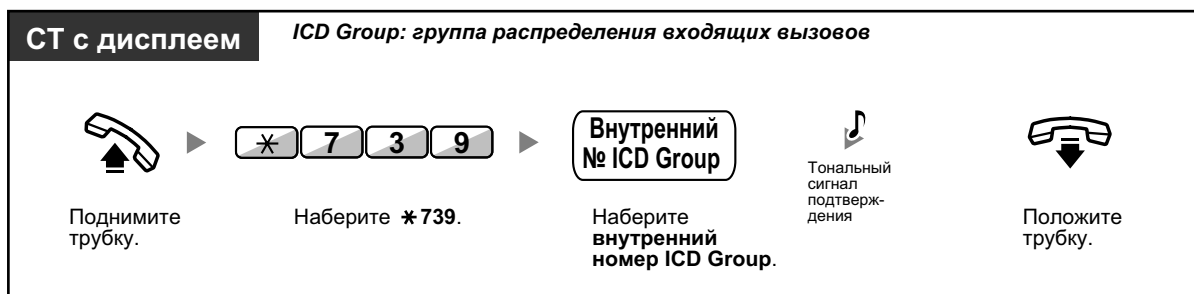 СТ с дисплеем
ICD Group: группа распределения входящих вызовов
* 7 3 9
Внутренний
№ ICD Group
Тональный
сигнал
подтверж-
дения
Поднимите
трубку.
Наберите *739.
Наберите
внутренний
номер ICD Group.
Положите
трубку.